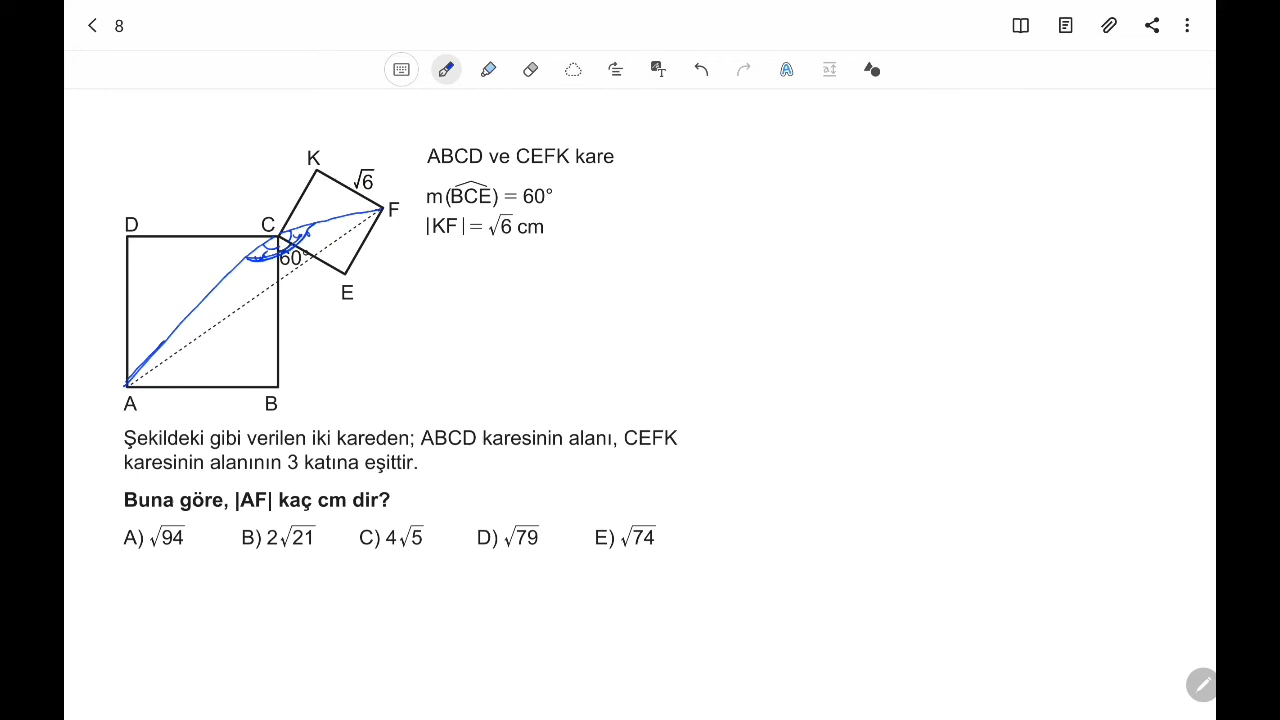 8
K
√6
F
D
C
60°
E
A
B
ABCD ve CEFK kare
m(BCE) = 60°
|KF| = √6 cm
Şekildeki gibi verilen iki kareden; ABCD karesinin alanı, CEFK
karesinin alanının 3 katına eşittir.
Buna göre, |AF| kaç cm dir?
A) √94 B) 2√21 C) 4√5 D) √79 E) √74